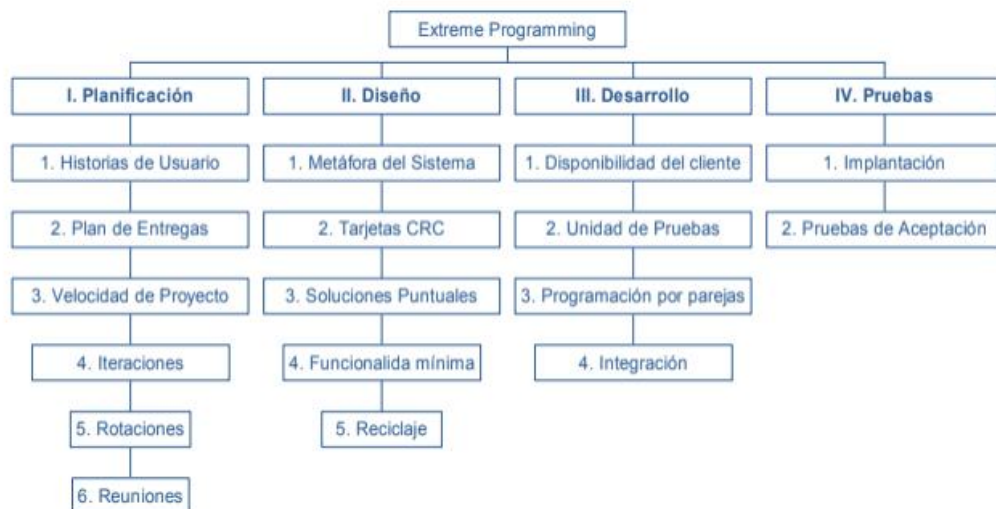 Extreme Programming
I. Planificación
II. Diseño
III. Desarrollo
IV. Pruebas
1. Historias de Usuario
1. Metáfora del Sistema
1. Disponibilidad del cliente
1. Implantación
2. Plan de Entregas
2. Tarjetas CRC
2. Unidad de Pruebas
2. Pruebas de Aceptación
3. Velocidad de Proyecto
3. Soluciones Puntuales
3. Programación por parejas
4. Iteraciones
4. Funcionalida mínima
4. Integración
5. Rotaciones
5. Reciclaje
6. Reuniones